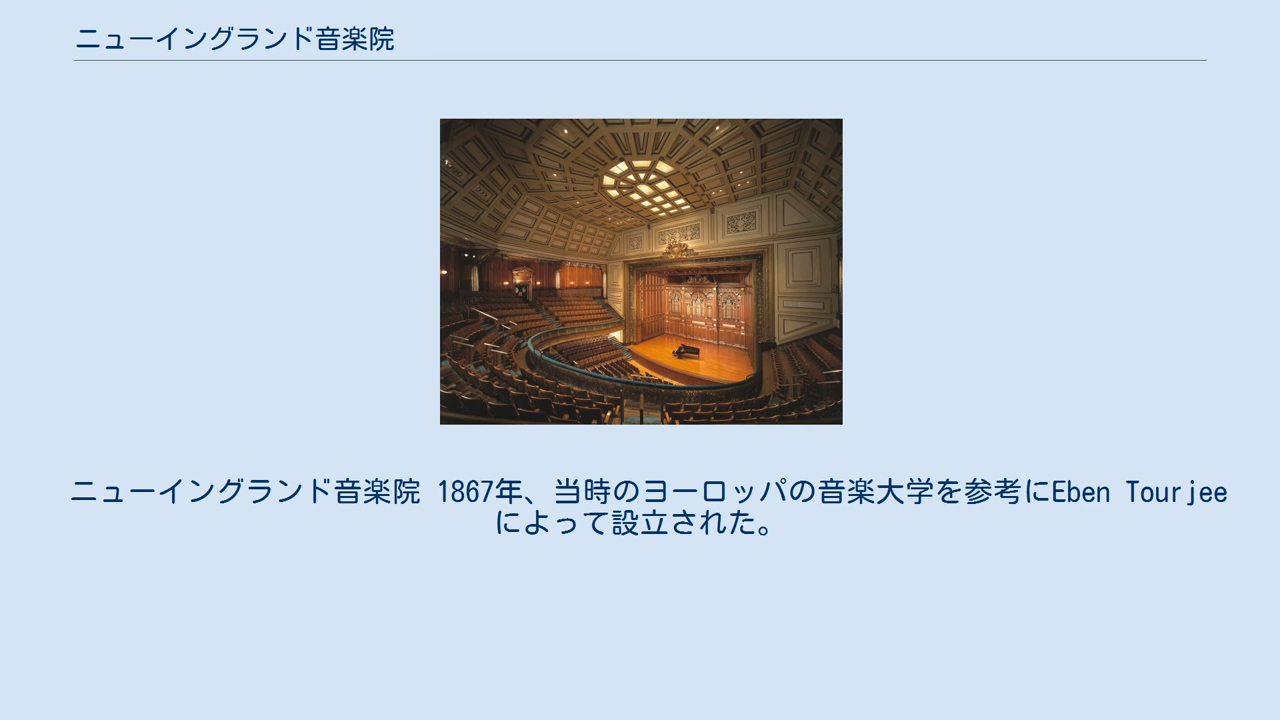 ニューイングランド音楽院
ニューイングランド音楽院 1867年、当時のヨーロッパの音楽大学を参考にEben Tourjee
によって設立された。